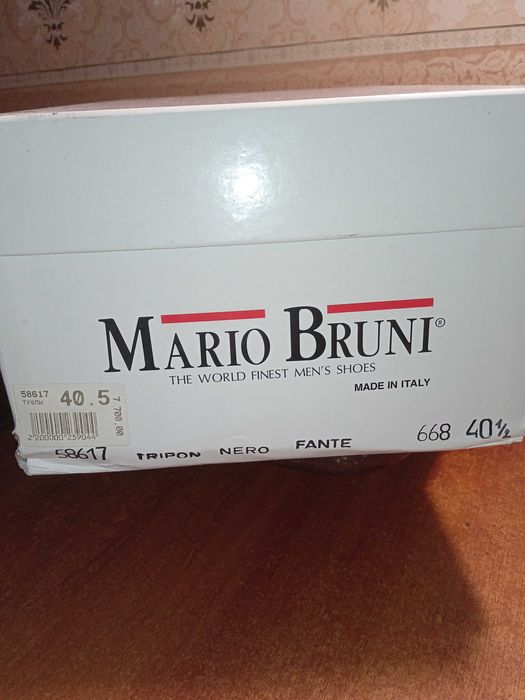 MARIO BRUNI®
THE WORLD FINEST MEN'S SHOES
MADE IN ITALY
58617 40.5
ТУФЛИ
7 700,00
2200000239044
58617 TRIPON NERO FANTE 668 40½